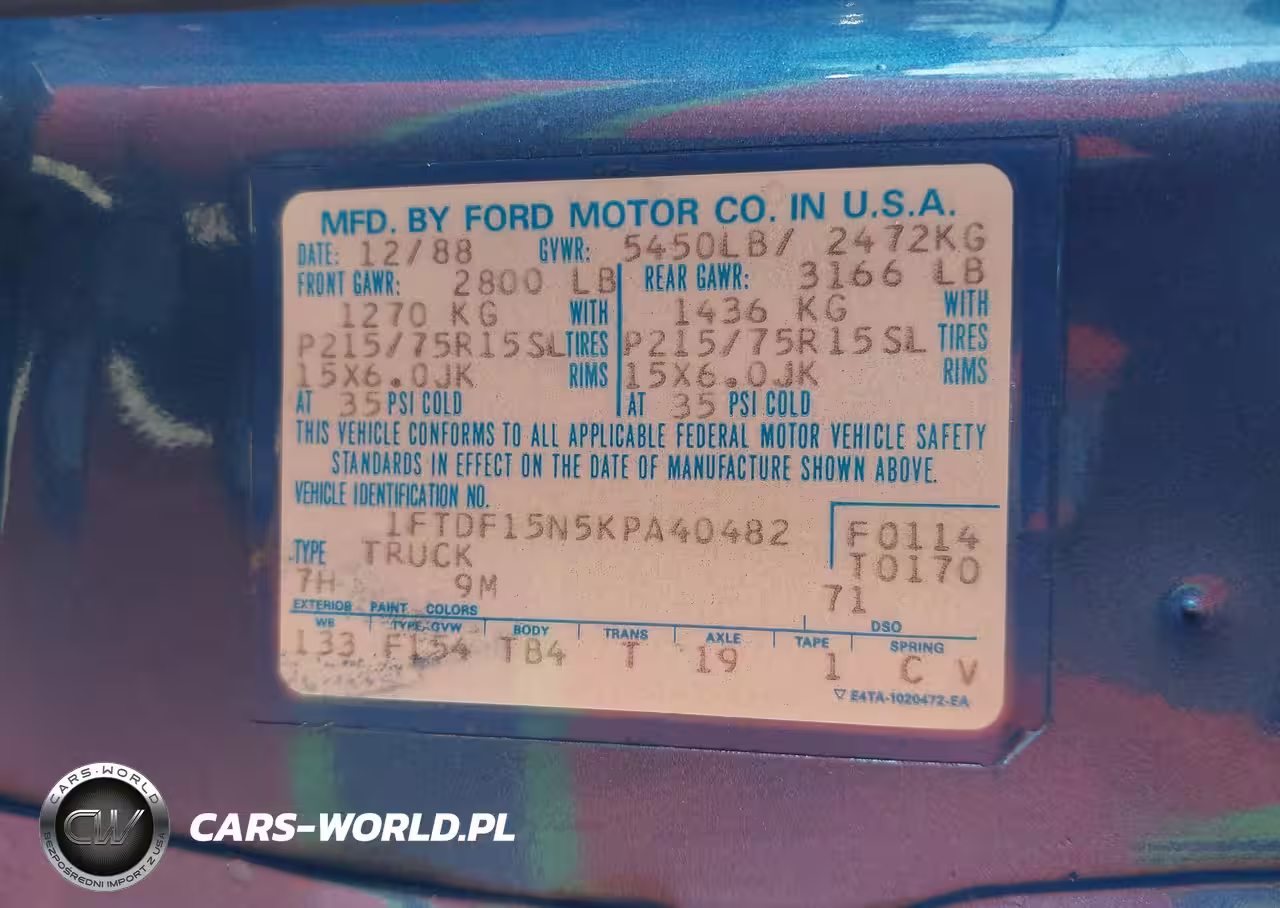 MFD. BY FORD MOTOR CO. IN U.S.A.
DATE: 12/88 GVWR: 5450LB/ 2472KG
FRONT GAWR: 2800 LB REAR GAWR: 3166 LB
1270 KG WITH 1436 KG WITH
P215/75R15SL TIRES P215/75R15SL TIRES
15X6.0JK RIMS 15X6.0JK RIMS
AT 35 PSI COLD AT 35 PSI COLD
THIS VEHICLE CONFORMS TO ALL APPLICABLE FEDERAL MOTOR VEHICLE SAFETY
STANDARDS IN EFFECT ON THE DATE OF MANUFACTURE SHOWN ABOVE.
VEHICLE IDENTIFICATION NO.
1FTDF15N5KPA40482 F0114
TYPE TRUCK T0170
7H 9M 71
EXTERIOR PAINT COLORS DSO
WB TYPE-GVW BODY TRANS AXLE TAPE SPRING
133 F154 TB4 T 19 1 C V
E4TA-1020472-EA
CARS-WORLD
CW
BEZPOŚREDNI IMPORT Z USA
CARS-WORLD.PL